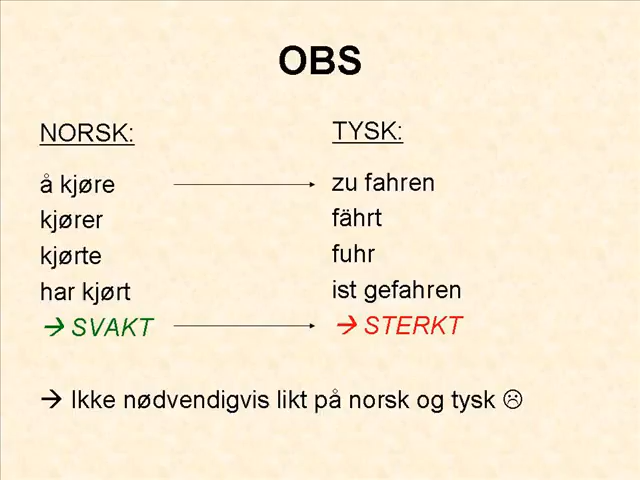 OBS
NORSK:
å kjøre
kjører
kjørte
har kjørt
→ SVAKT
TYSK:
zu fahren
fährt
fuhr
ist gefahren
→ STERKT
→ Ikke nødvendigvis likt på norsk og tysk ☹